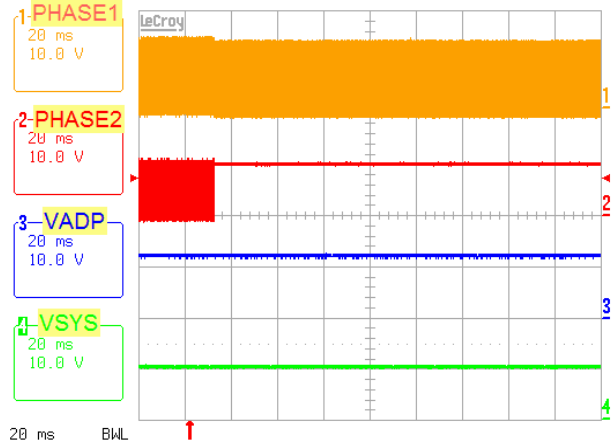 1 PHASE1
20 ms
10.0 V
LeCroy
1
2 PHASE2
20 ms
10.0 V
2
3 VADP
20 ms
10.0 V
3
4 VSYS
20 ms
10.0 V
4
20 ms BWL